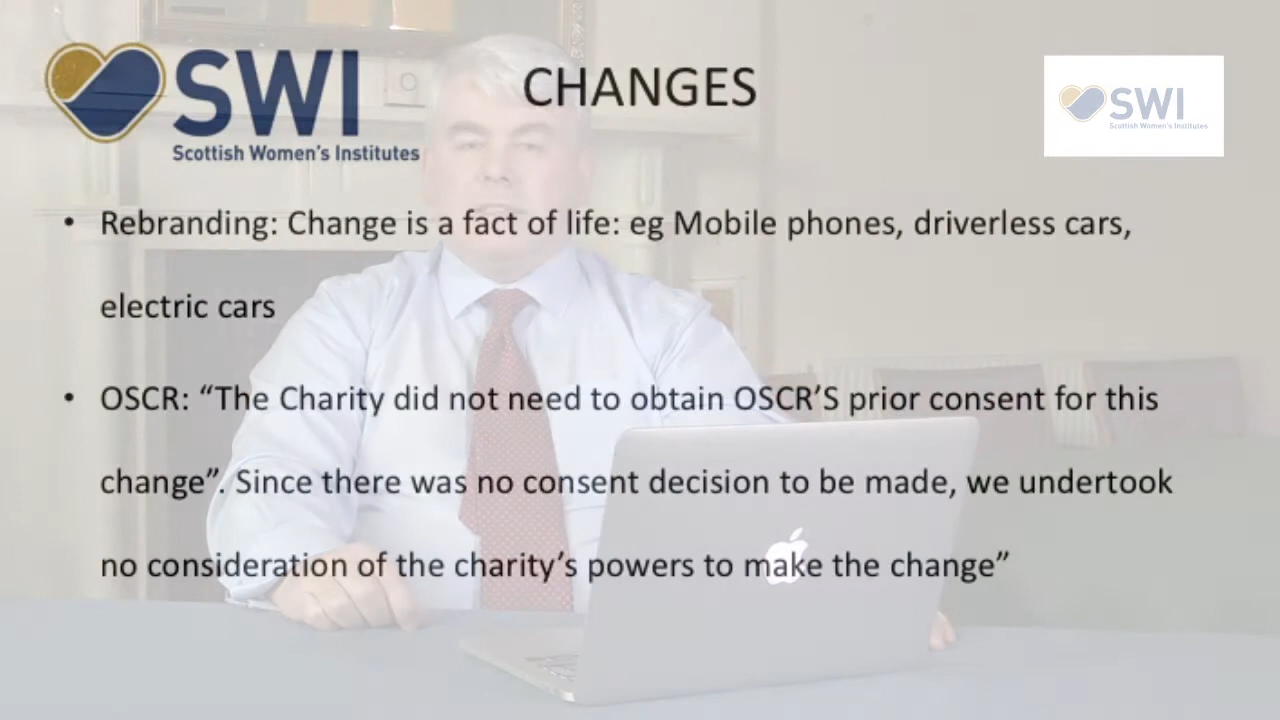 SWI
Scottish Women's Institutes
CHANGES
SWI
Scottish Women's Institutes
• Rebranding: Change is a fact of life: eg Mobile phones, driverless cars,
electric cars
• OSCR: “The Charity did not need to obtain OSCR’S prior consent for this
change”. Since there was no consent decision to be made, we undertook
no consideration of the charity’s powers to make the change”